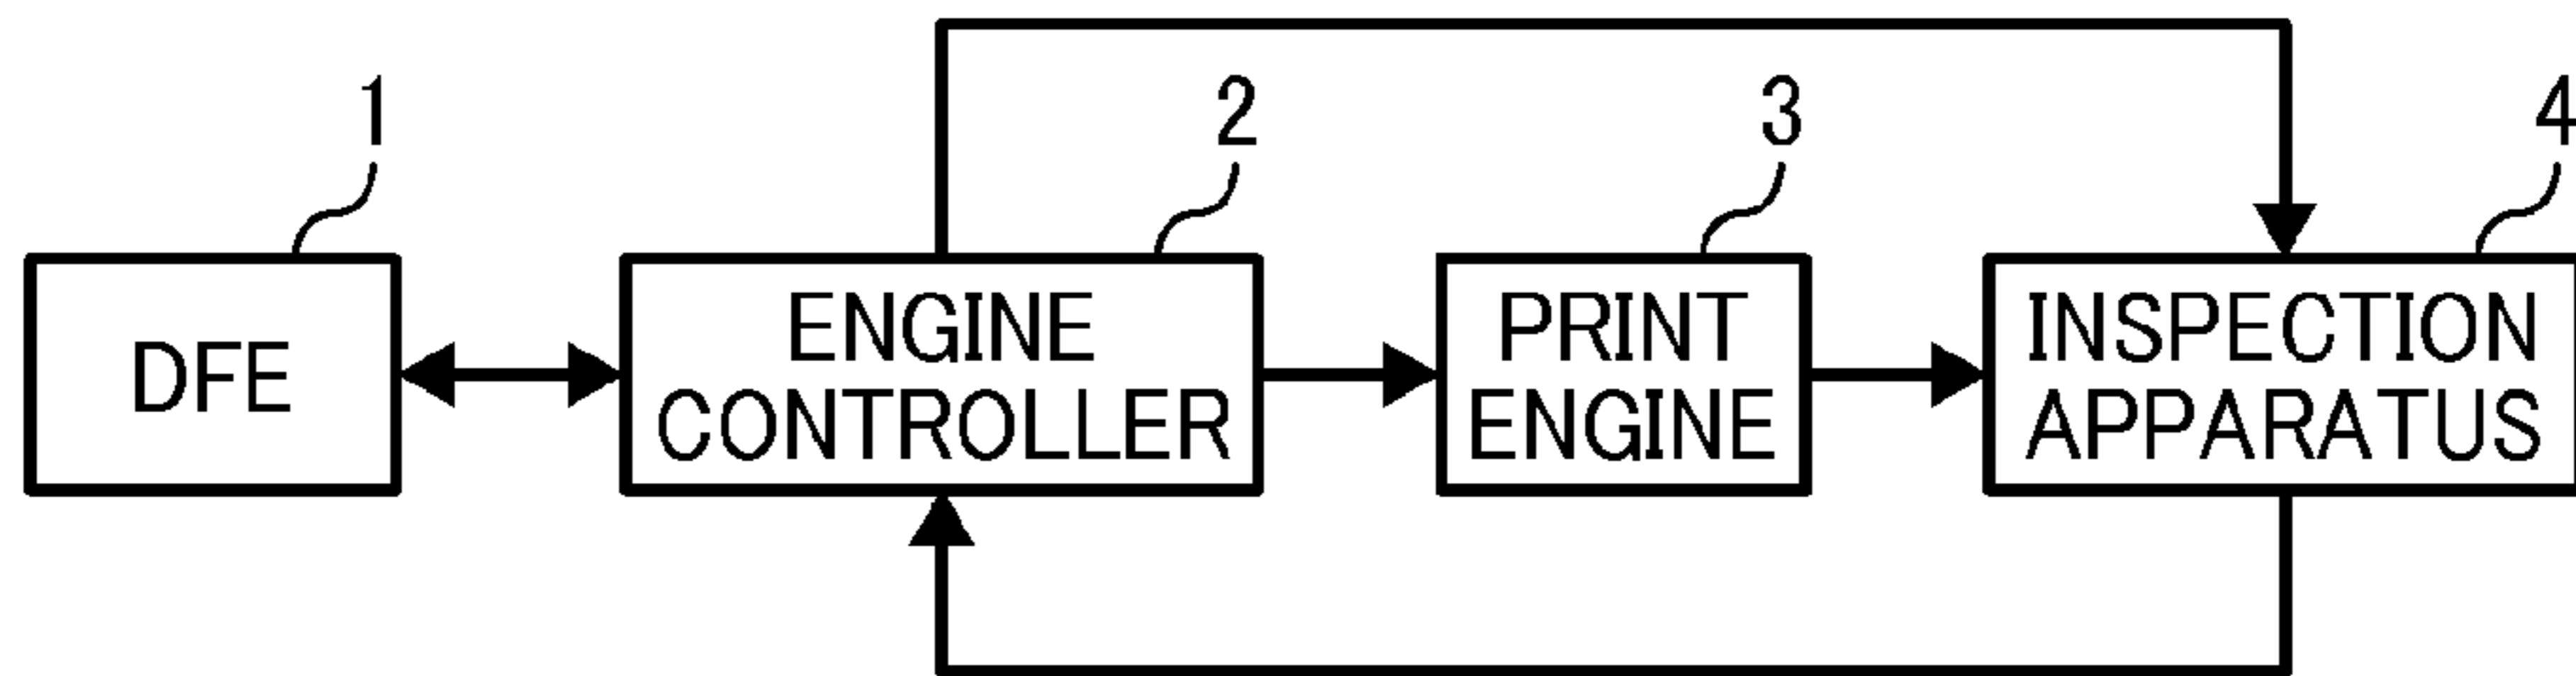 1
2
3
4
DFE
ENGINE
CONTROLLER
PRINT
ENGINE
INSPECTION
APPARATUS